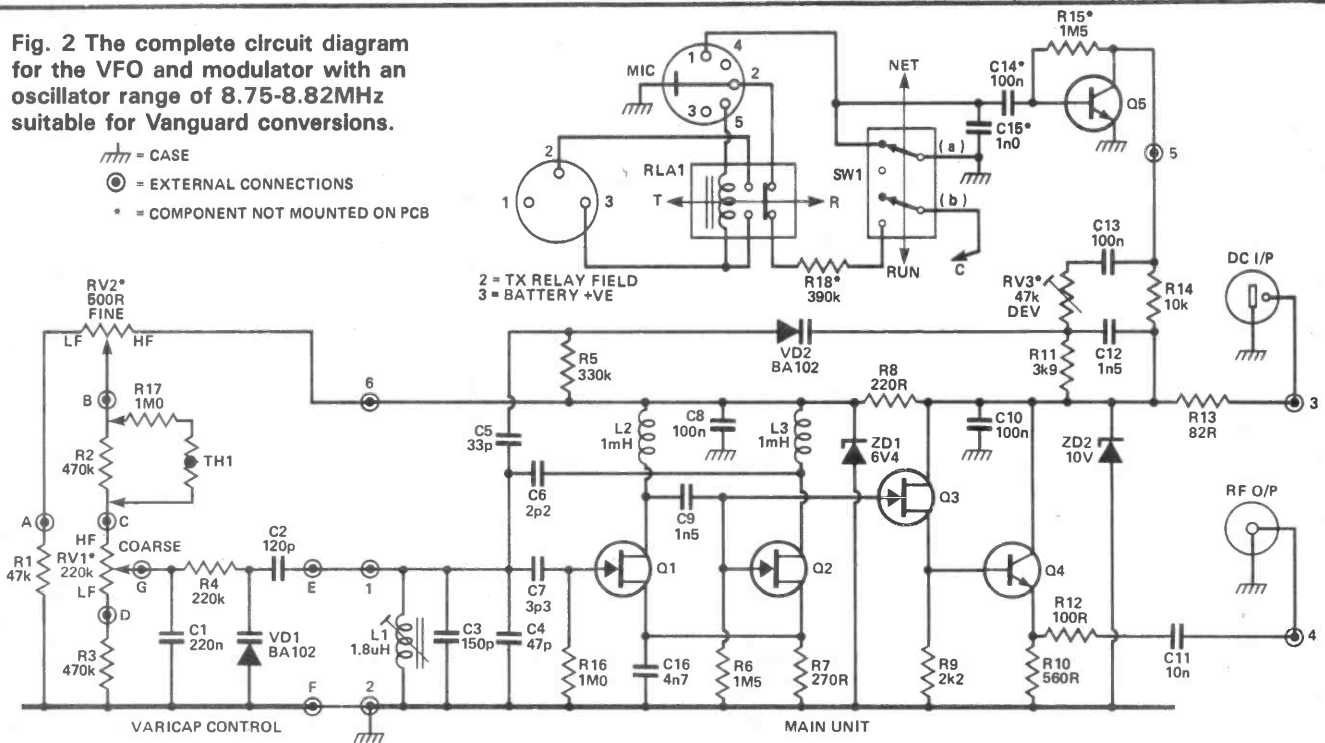 Fig. 2 The complete circuit diagram
for the VFO and modulator with an
oscillator range of 8.75-8.82MHz
suitable for Vanguard conversions.
= CASE
= EXTERNAL CONNECTIONS
* = COMPONENT NOT MOUNTED ON PCB
MIC
1
4
2
3
5
2
1
3
RLA1
T
R
2 = TX RELAY FIELD
3 = BATTERY +VE
R18*
390k
NET
SW1
(a)
(b)
RUN
C
C14*
100n
C15*
1n0
R15*
1M5
Q5
5
C13
100n
RV3*
47k
DEV
R14
10k
DC I/P
RV2*
500R
FINE
LF
HF
B
R17
1M0
R2
470k
TH1
A
C
R1
47k
HF
RV1*
220k
LF
COARSE
G
R4
220k
C2
120p
E
1
D
R3
470k
C1
220n
VD1
BA102
F
2
VARICAP CONTROL
6
R5
330k
VD2
BA102
R11
3k9
C12
1n5
R8
220R
C5
33p
L2
1mH
C8
100n
L3
1mH
ZD1
6V4
C10
100n
ZD2
10V
R13
82R
3
C6
2p2
C9
1n5
Q3
RF O/P
L1
1.8uH
C3
150p
C7
3p3
C4
47p
Q1
Q2
Q4
R12
100R
4
R16
1M0
C16
4n7
R6
1M5
R7
270R
R9
2k2
R10
560R
C11
10n
MAIN UNIT